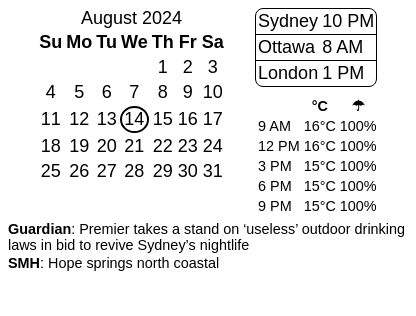 August 2024
Su Mo Tu We Th Fr Sa
1 2 3
4 5 6 7 8 9 10
11 12 13 14 15 16 17
18 19 20 21 22 23 24
25 26 27 28 29 30 31
Sydney 10 PM
Ottawa 8 AM
London 1 PM
°C ☂
9 AM 16°C 100%
12 PM 16°C 100%
3 PM 15°C 100%
6 PM 15°C 100%
9 PM 15°C 100%
Guardian: Premier takes a stand on ‘useless’ outdoor drinking
laws in bid to revive Sydney’s nightlife
SMH: Hope springs north coastal